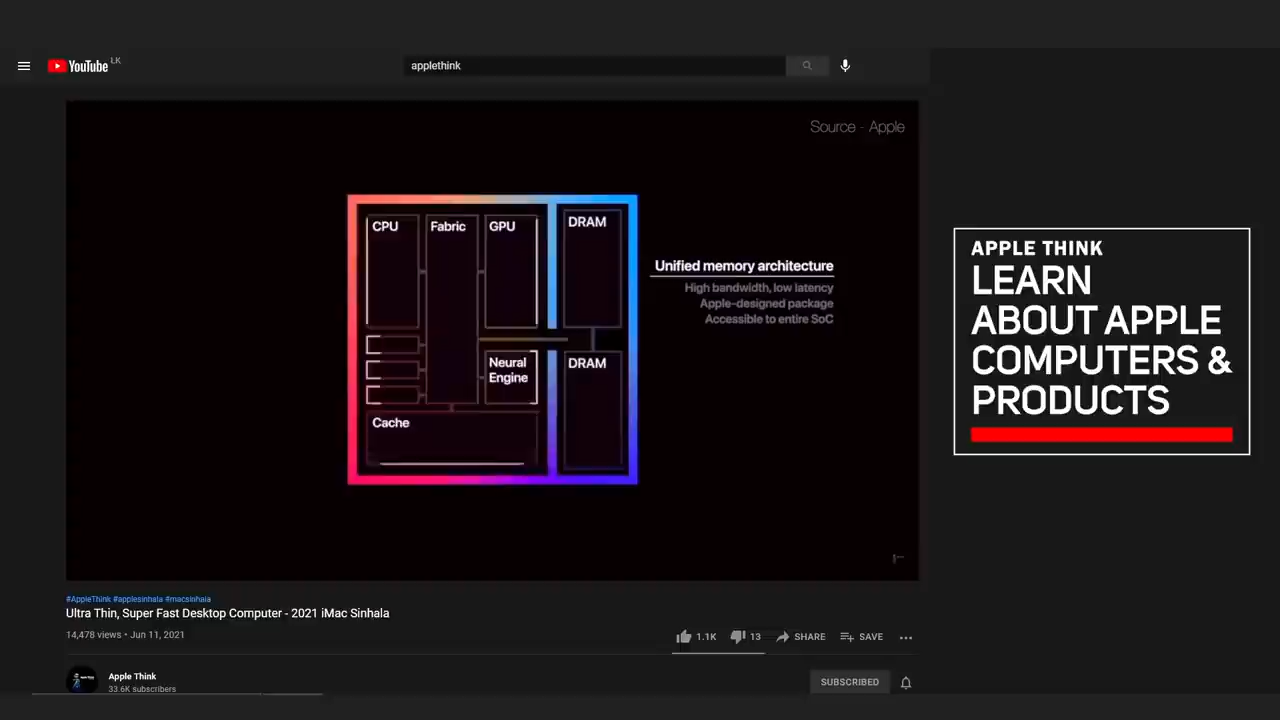 YouTube LK
applethink
Source - Apple
CPU
Fabric
GPU
DRAM
Unified memory architecture
High bandwidth, low latency
Apple-designed package
Accessible to entire SoC
Neural
Engine
DRAM
Cache
APPLE THINK
LEARN
ABOUT APPLE
COMPUTERS &
PRODUCTS
#AppleThink #applesinhala #macsinhala
Ultra Thin, Super Fast Desktop Computer - 2021 iMac Sinhala
14,478 views • Jun 11, 2021
1.1K
13
SHARE
SAVE
Apple Think
33.6K subscribers
SUBSCRIBED